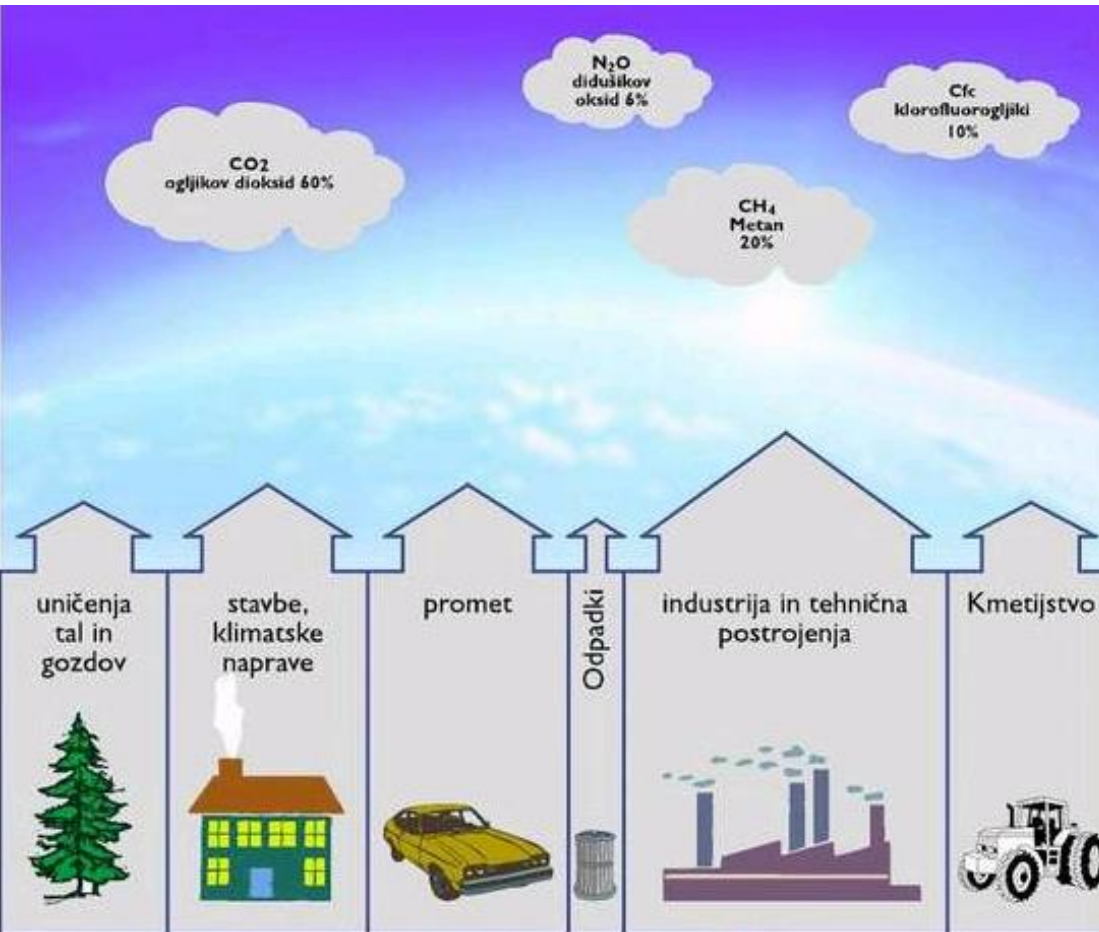 N₂O
didušikov
oksid 6%
Cfc
klorofluorogljiki
10%
CO2
ogljikov dioksid 60%
CH₄
Metan
20%
uničenja
tal in
gozdov
stavbe,
klimatske
naprave
promet
Odpadki
industrija in tehnična
postrojenja
Kmetijstvo